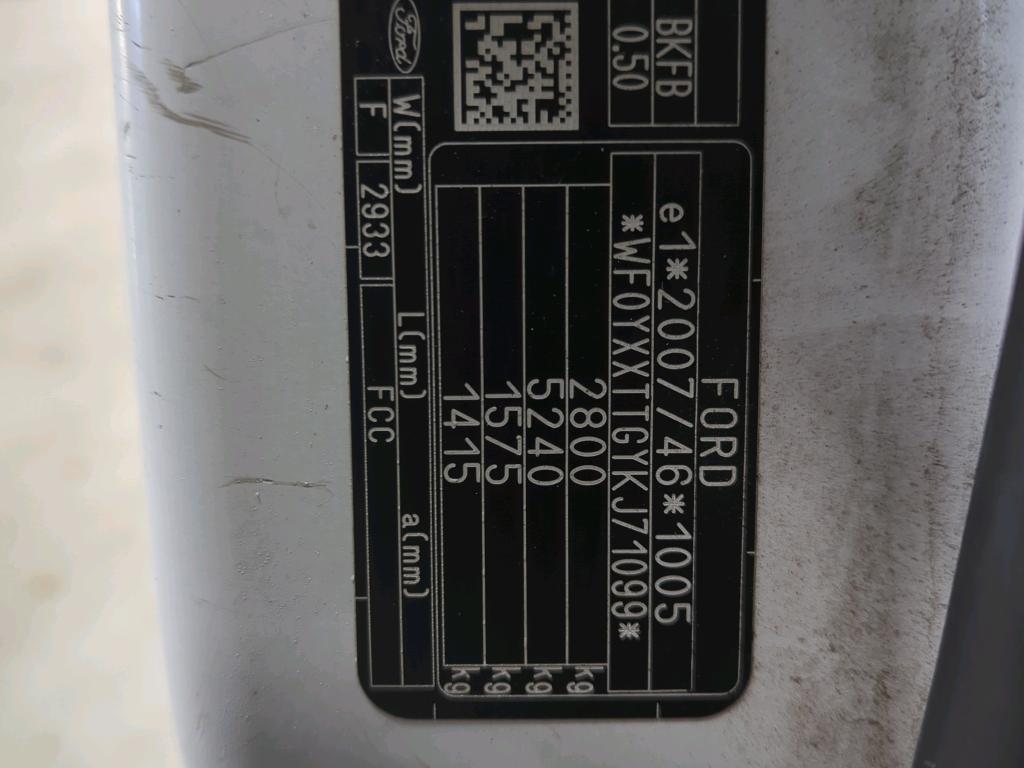 FORD
e1*2007/46*1005
*WF0YXXTTGYKJ71099*
2800 kg
5240 kg
1575 kg
1415 kg
BKFB
0.50
Ford
W(mm) L(mm) a(mm)
F 2933 FCC